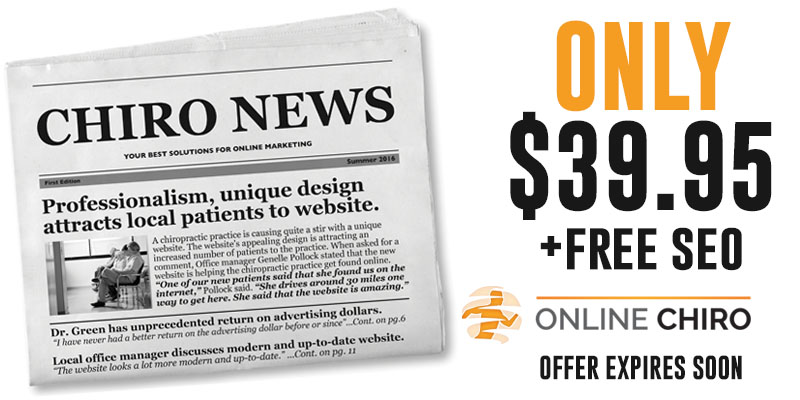 CHIRO NEWS
YOUR BEST SOLUTIONS FOR ONLINE MARKETING
First Edition
Summer 2016
Professionalism, unique design
attracts local patients to website.
A chiropractic practice is causing quite a stir with a unique
website. The website's appealing design is attracting an
increased number of patients to the practice. When asked for a
comment, Office manager Genelle Pollock stated that the new
website is helping the chiropractic practice get found online.
"One of our new patients said that she found us on the
internet," Pollock said. "She drives around 30 miles one
way to get here. She said that the website is amazing."
Dr. Green has unprecedented return on advertising dollars.
"I have never had a better return on the advertising dollar before or since"...Cont. on pg.6
Local office manager discusses modern and up-to-date website.
"The website looks a lot more modern and up-to-date." ...Cont. on pg. 11
ONLY
$39.95
+FREE SEO
ONLINE CHIRO
OFFER EXPIRES SOON